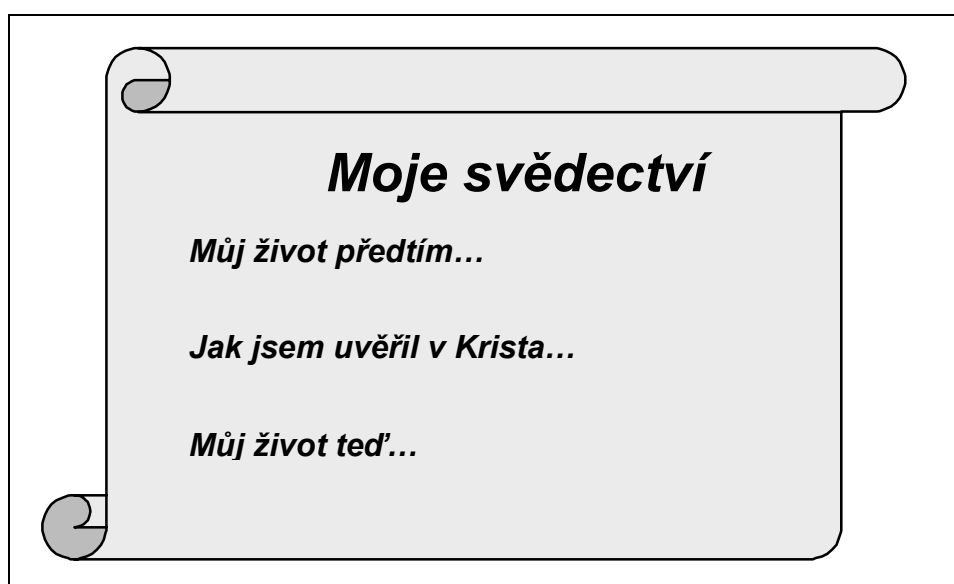 Moje svědectví
Můj život předtím…
Jak jsem uvěřil v Krista…
Můj život teď…